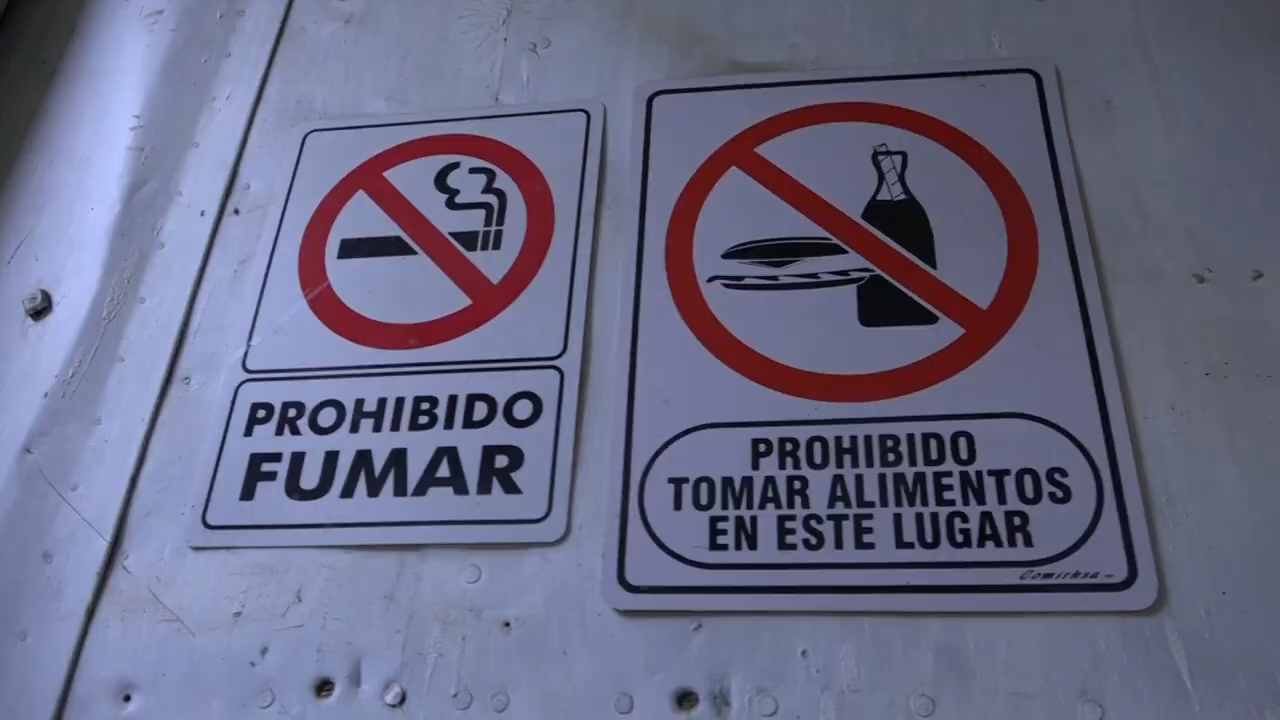 PROHIBIDO
FUMAR
PROHIBIDO
TOMAR ALIMENTOS
EN ESTE LUGAR